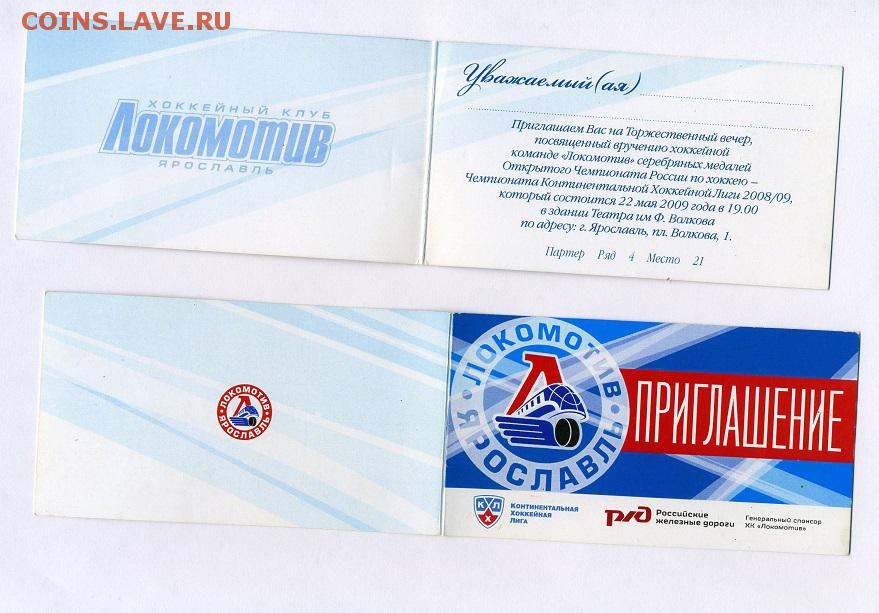 COINS.LAVE.RU
ХОККЕЙНЫЙ КЛУБ
ЛОКОМОТИВ
ЯРОСЛАВЛЬ
Уважаемый(ая)
Приглашаем Вас на Торжественный вечер,
посвященный вручению хоккейной
команде «Локомотив» серебряных медалей
Открытого Чемпионата России по хоккею –
Чемпионата Континентальной Хоккейной Лиги 2008/09,
который состоится 22 мая 2009 года в 19.00
в здании Театра им Ф. Волкова
по адресу: г. Ярославль, пл. Волкова, 1.
Партер Ряд 4 Место 21
ЛОКОМОТИВ
ЯРОСЛАВЛЬ
ЛОКОМОТИВ
ЯРОСЛАВЛЬ
ПРИГЛАШЕНИЕ
КХЛ
КОНТИНЕНТАЛЬНАЯ
ХОККЕЙНАЯ
ЛИГА
РЖД
Российские
железные дороги
Генеральный спонсор
ХК «Локомотив»